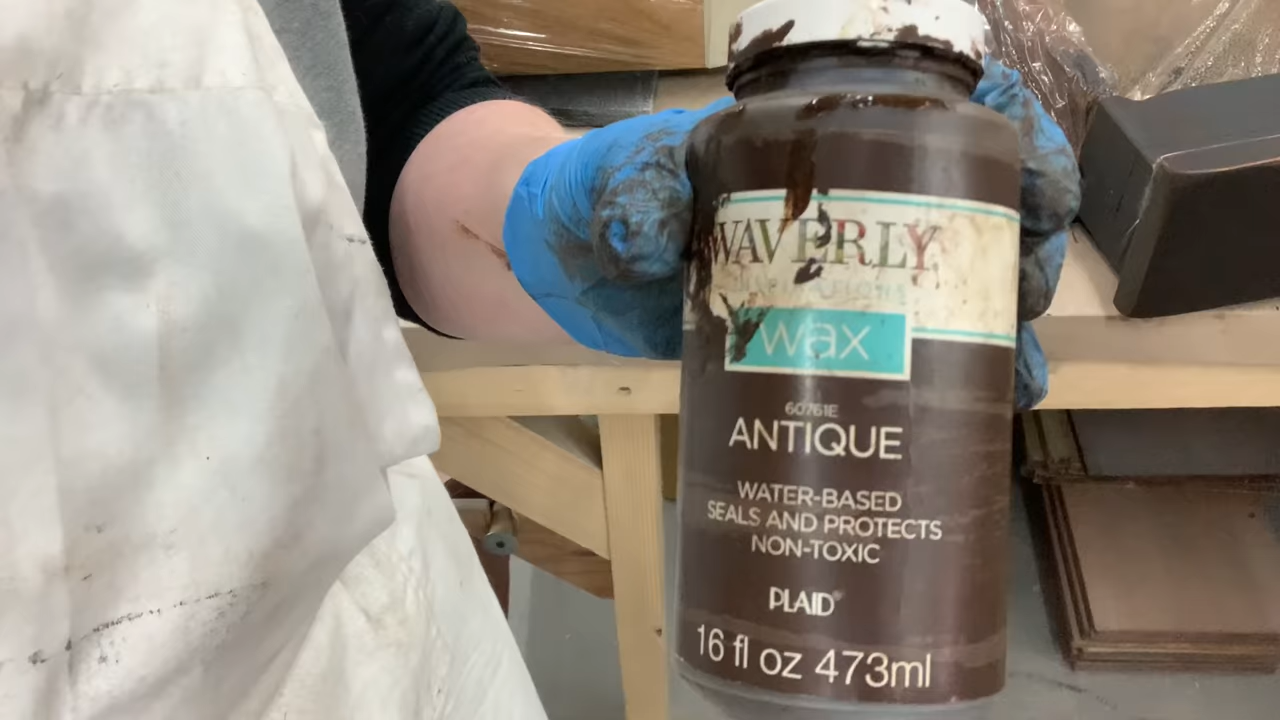 WAVERLY
wax
60761E
ANTIQUE
WATER-BASED
SEALS AND PROTECTS
NON-TOXIC
PLAID®
16 fl oz 473ml